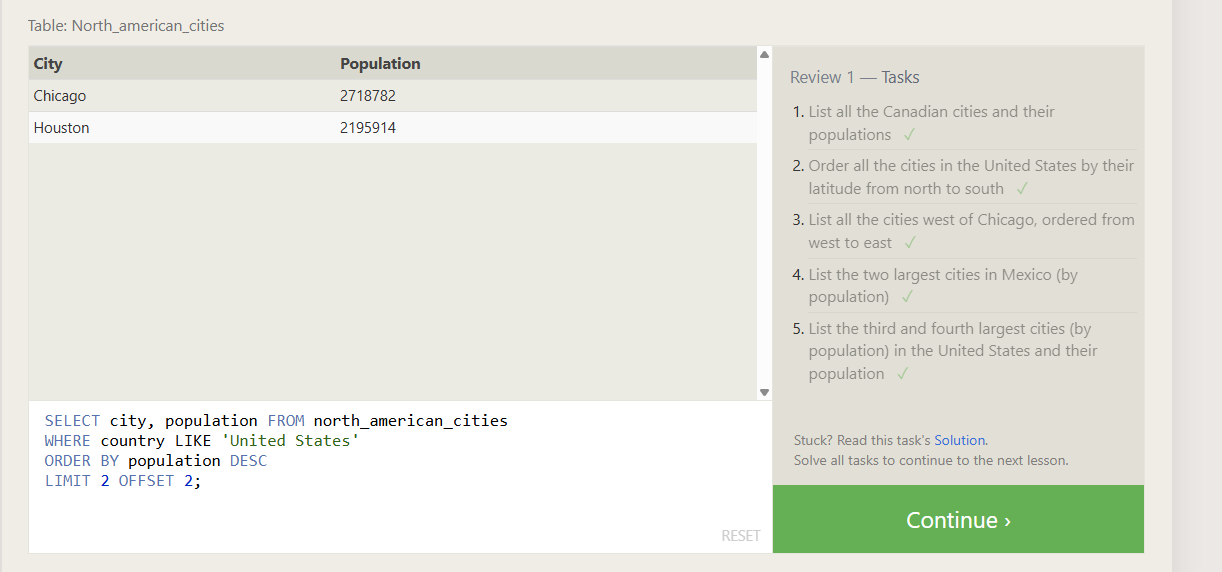 Table: North_american_cities
City Population
Chicago 2718782
Houston 2195914
SELECT city, population FROM north_american_cities
WHERE country LIKE 'United States'
ORDER BY population DESC
LIMIT 2 OFFSET 2;
RESET
Review 1 — Tasks
1. List all the Canadian cities and their
populations ✓
2. Order all the cities in the United States by their
latitude from north to south ✓
3. List all the cities west of Chicago, ordered from
west to east ✓
4. List the two largest cities in Mexico (by
population) ✓
5. List the third and fourth largest cities (by
population) in the United States and their
population ✓
Stuck? Read this task's Solution.
Solve all tasks to continue to the next lesson.
Continue ›